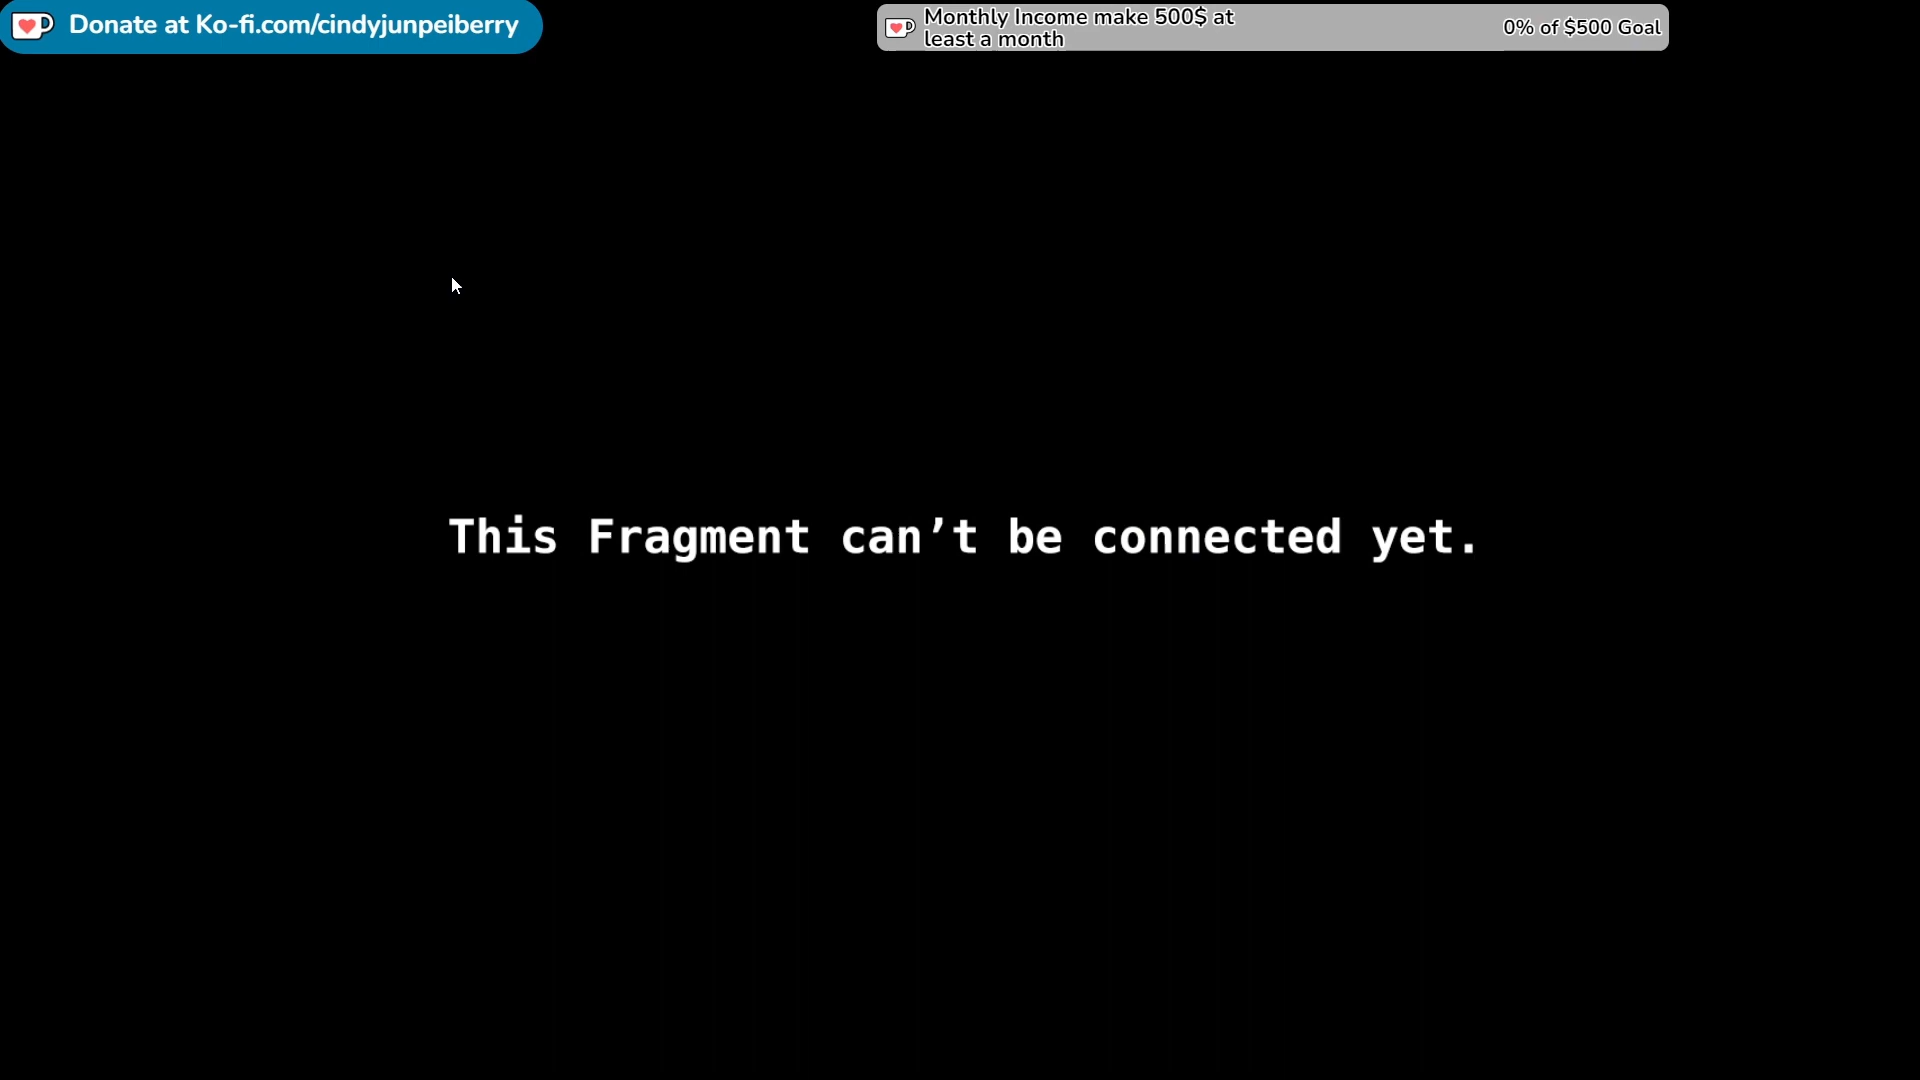 Donate at Ko-fi.com/cindyjunpeiberry
Monthly Income make 500$ at
least a month
0% of $500 Goal
This Fragment can’t be connected yet.